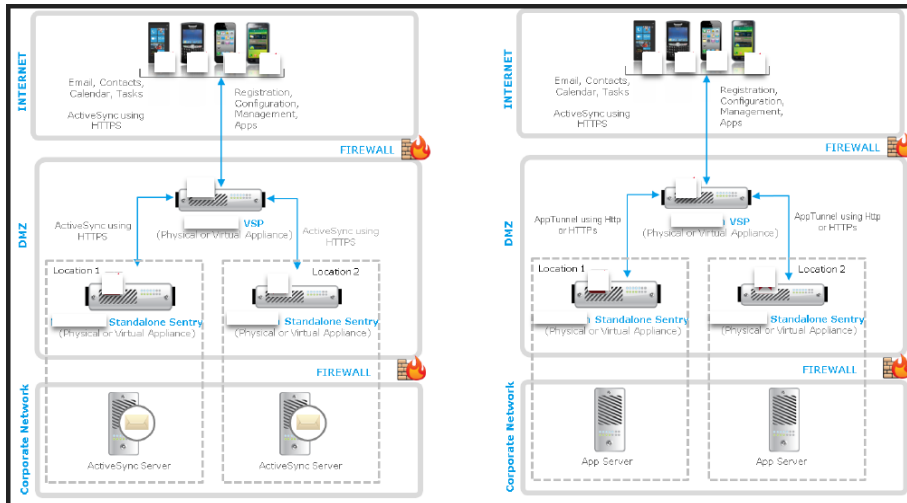 INTERNET
Email, Contacts,
Calendar, Tasks
ActiveSync using
HTTPS
Registration,
Configuration,
Management,
Apps
FIREWALL
DMZ
VSP
(Physical or Virtual Appliance)
ActiveSync using
HTTPS
ActiveSync using
HTTPS
Location 1
Standalone Sentry
(Physical or Virtual Appliance)
Location 2
Standalone Sentry
(Physical or Virtual Appliance)
FIREWALL
Corporate Network
ActiveSync Server
ActiveSync Server
INTERNET
Email, Contacts,
Calendar, Tasks
ActiveSync using
HTTPS
Registration,
Configuration,
Management,
Apps
FIREWALL
DMZ
VSP
(Physical or Virtual Appliance)
AppTunnel using Http
or HTTPs
AppTunnel using Http
or HTTPs
Location 1
Standalone Sentry
(Physical or Virtual Appliance)
Location 2
Standalone Sentry
(Physical or Virtual Appliance)
FIREWALL
Corporate Network
App Server
App Server